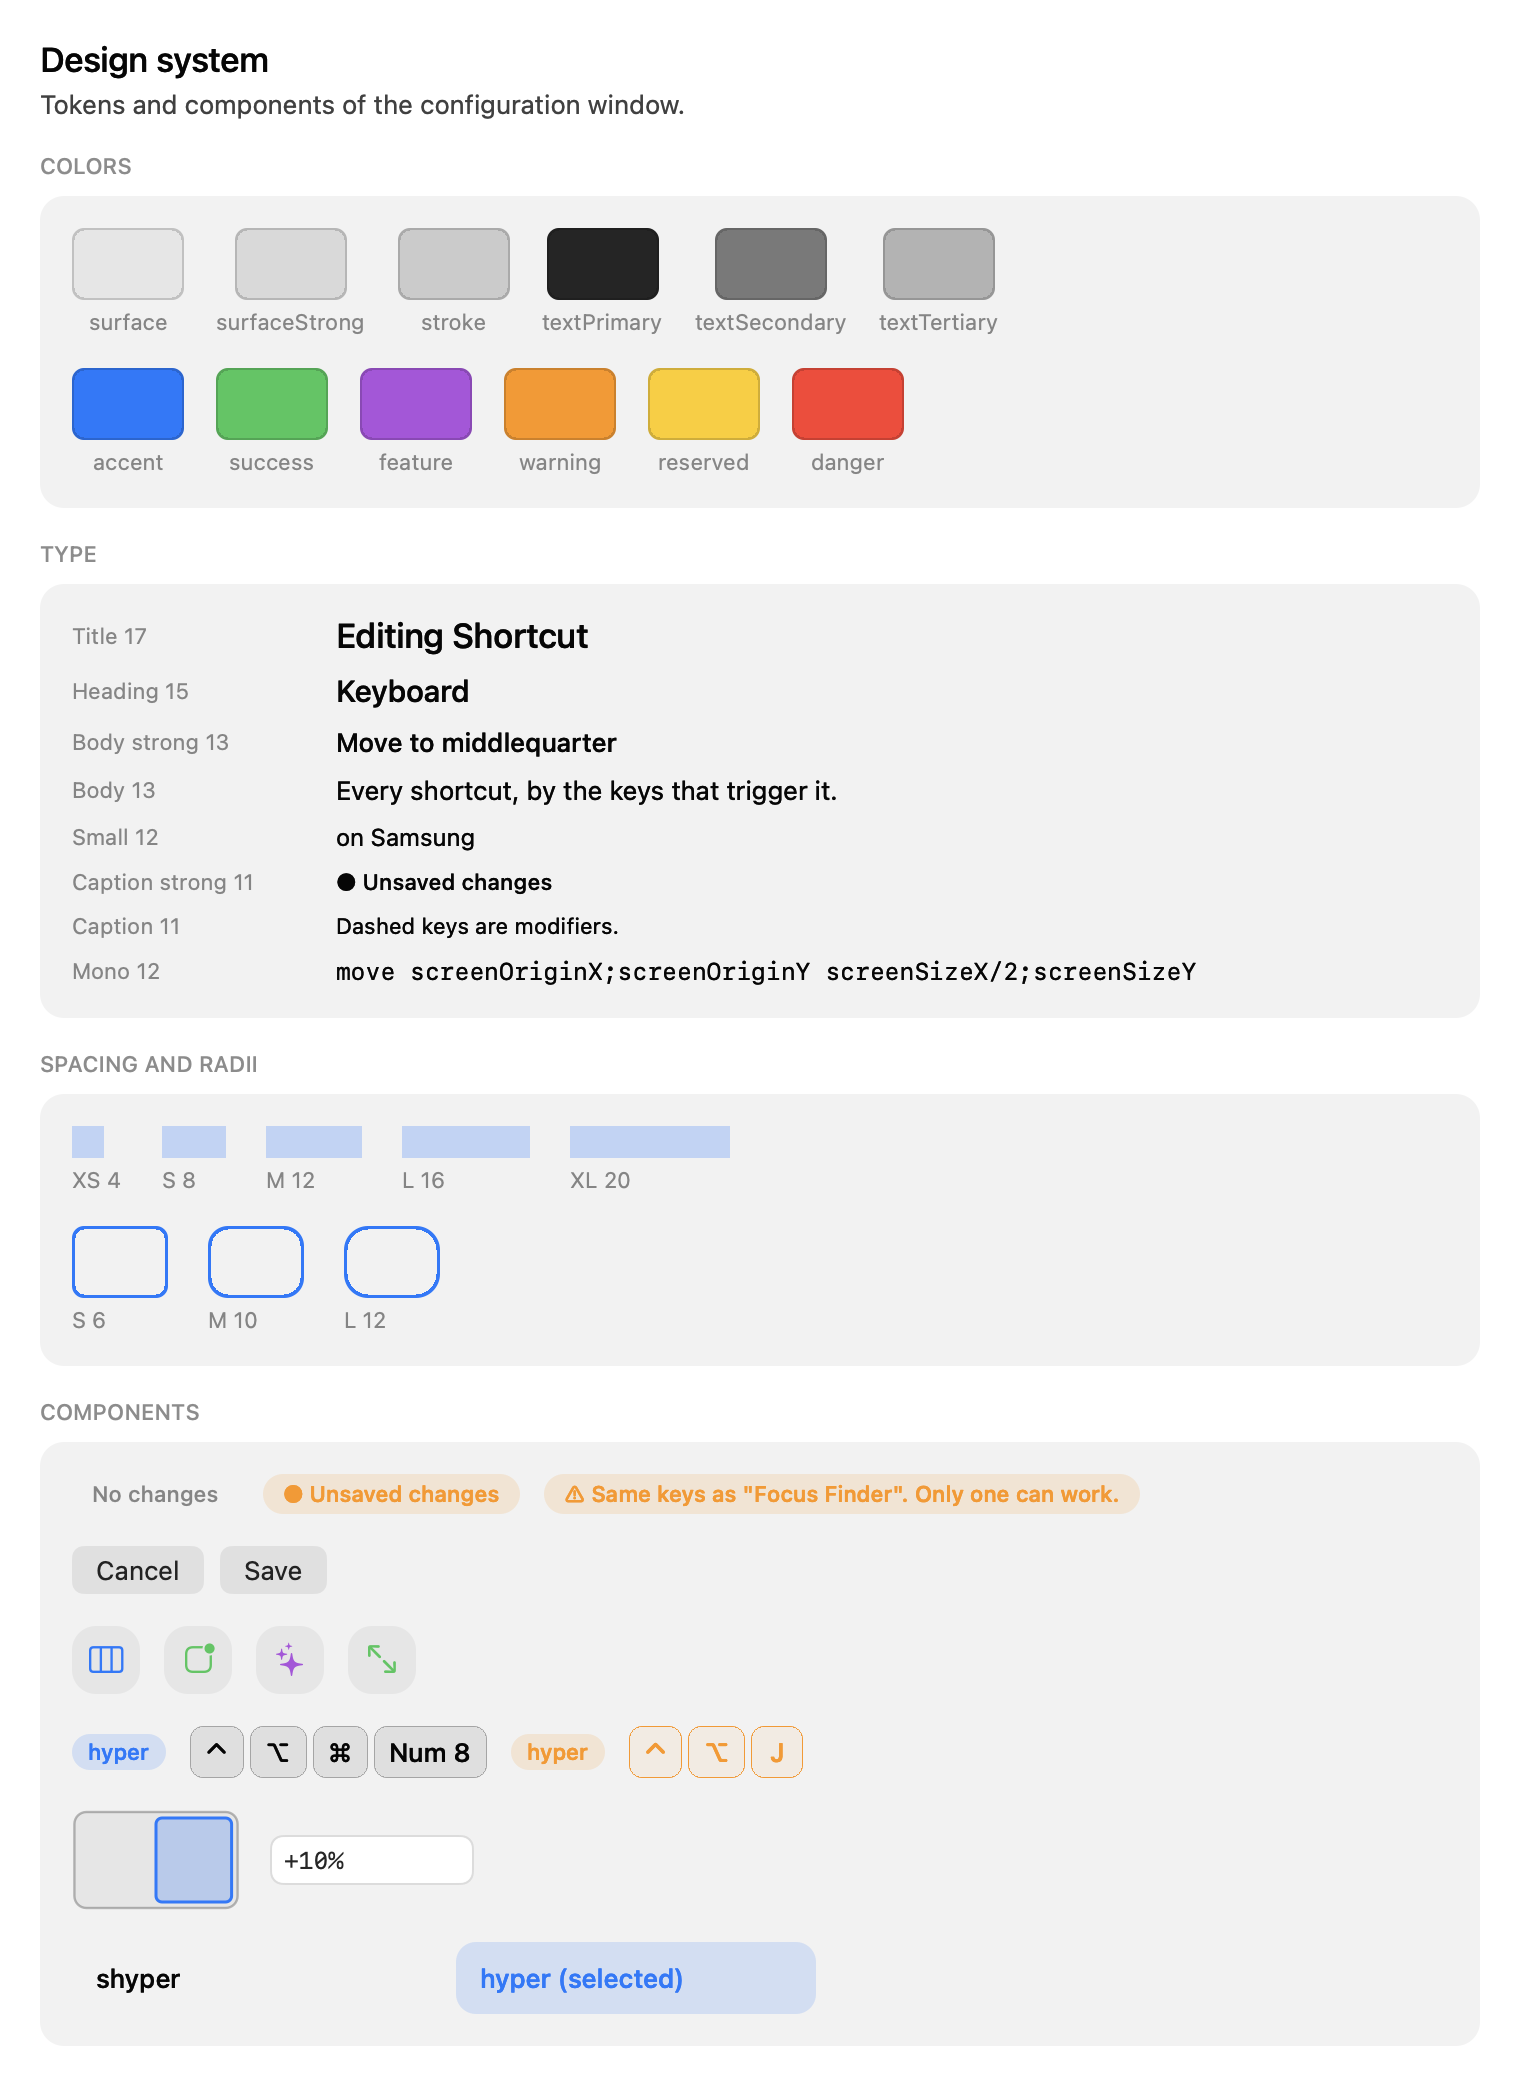 Design system
Tokens and components of the configuration window.
COLORS
surface surfaceStrong stroke textPrimary textSecondary textTertiary
accent success feature warning reserved danger
TYPE
Title 17 Editing Shortcut
Heading 15 Keyboard
Body strong 13 Move to middlequarter
Body 13 Every shortcut, by the keys that trigger it.
Small 12 on Samsung
Caption strong 11 ● Unsaved changes
Caption 11 Dashed keys are modifiers.
Mono 12 move screenOriginX;screenOriginY screenSizeX/2;screenSizeY
SPACING AND RADII
XS 4 S 8 M 12 L 16 XL 20
S 6 M 10 L 12
COMPONENTS
No changes ● Unsaved changes ⚠ Same keys as "Focus Finder". Only one can work.
Cancel Save
hyper ⌃ ⌥ ⌘ Num 8 hyper ⌃ ⌥ J
+10%
shyper hyper (selected)